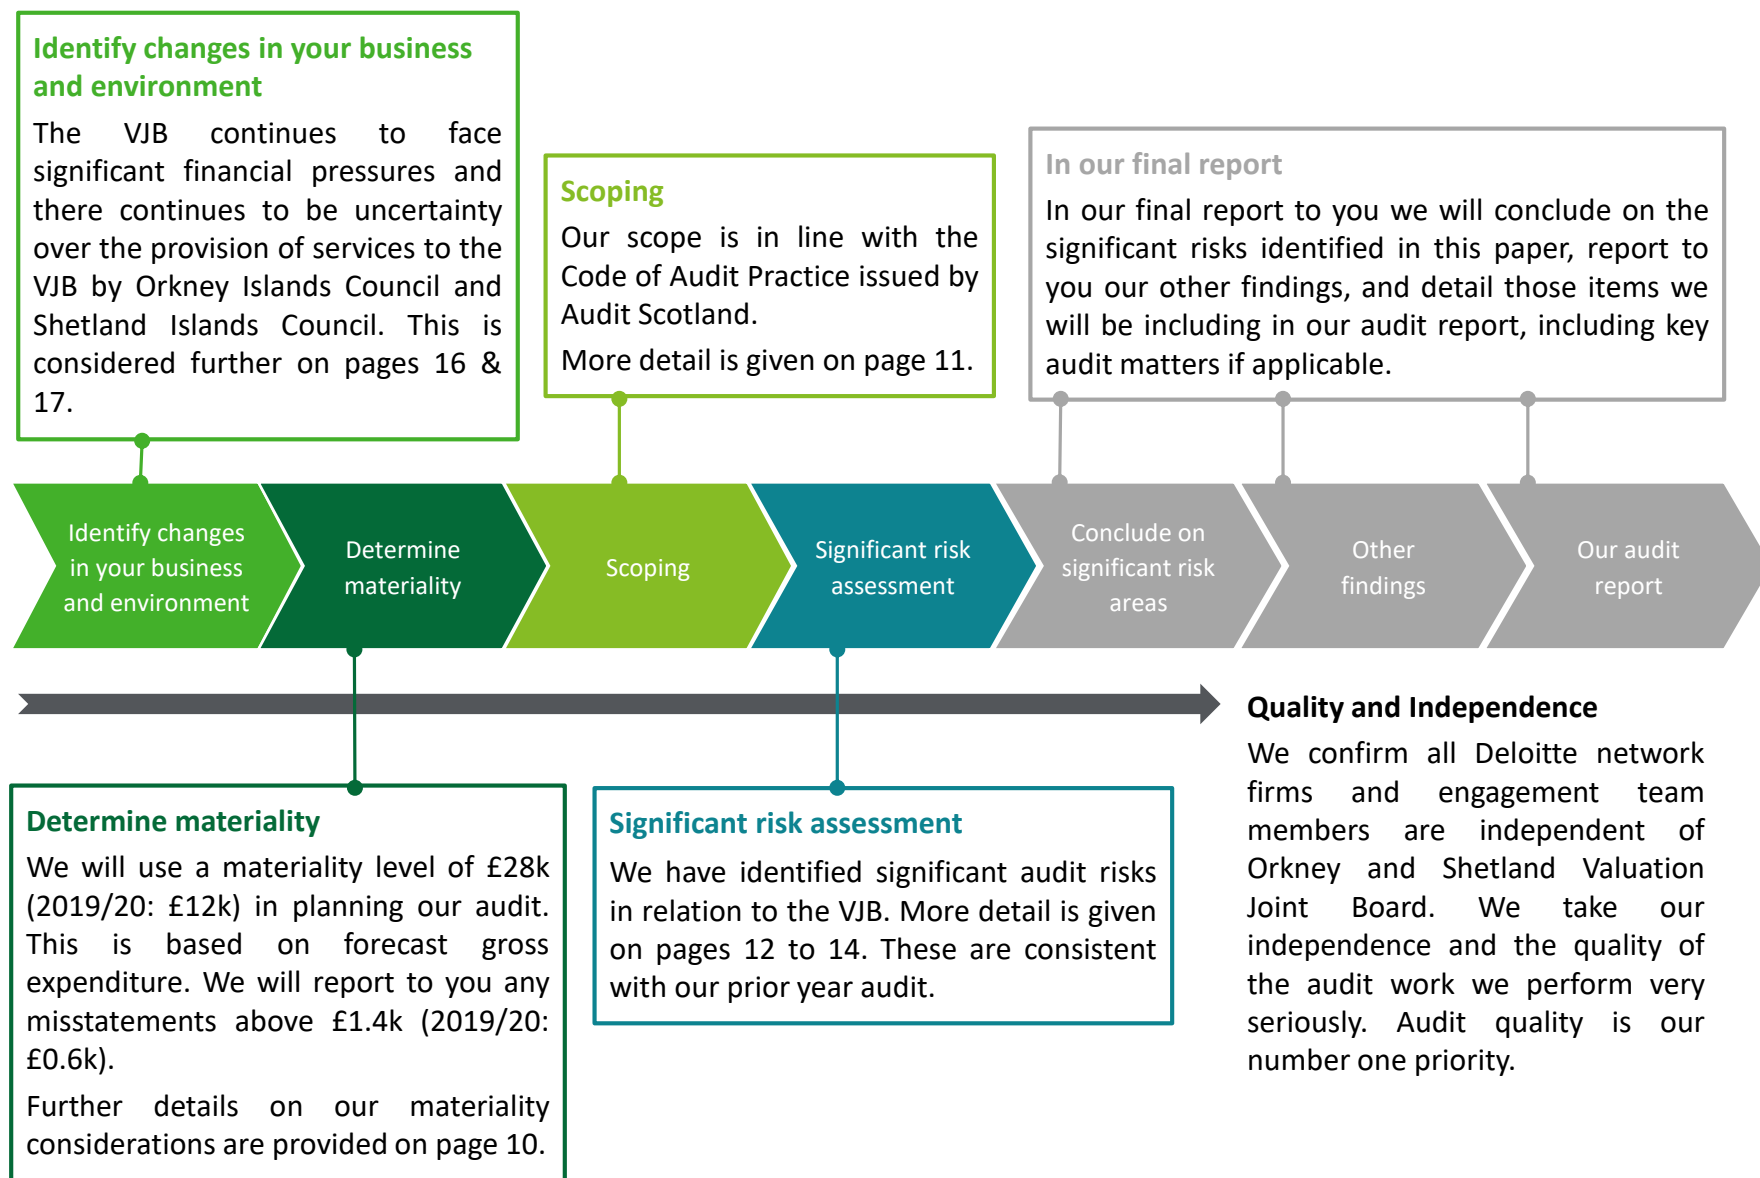 Identify changes in your business
and environment
The VJB continues to face
significant financial pressures and
there continues to be uncertainty
over the provision of services to the
VJB by Orkney Islands Council and
Shetland Islands Council. This is
considered further on pages 16 &
17.
Scoping
Our scope is in line with the
Code of Audit Practice issued by
Audit Scotland.
More detail is given on page 11.
In our final report
In our final report to you we will conclude on the
significant risks identified in this paper, report to
you our other findings, and detail those items we
will be including in our audit report, including key
audit matters if applicable.
Identify changes
in your business
and environment
Determine
materiality
Scoping
Significant risk
assessment
Conclude on
significant risk
areas
Other
findings
Our audit
report
Determine materiality
We will use a materiality level of £28k
(2019/20: £12k) in planning our audit.
This is based on forecast gross
expenditure. We will report to you any
misstatements above £1.4k (2019/20:
£0.6k).
Further details on our materiality
considerations are provided on page 10.
Significant risk assessment
We have identified significant audit risks
in relation to the VJB. More detail is given
on pages 12 to 14. These are consistent
with our prior year audit.
Quality and Independence
We confirm all Deloitte network
firms and engagement team
members are independent of
Orkney and Shetland Valuation
Joint Board. We take our
independence and the quality of
the audit work we perform very
seriously. Audit quality is our
number one priority.